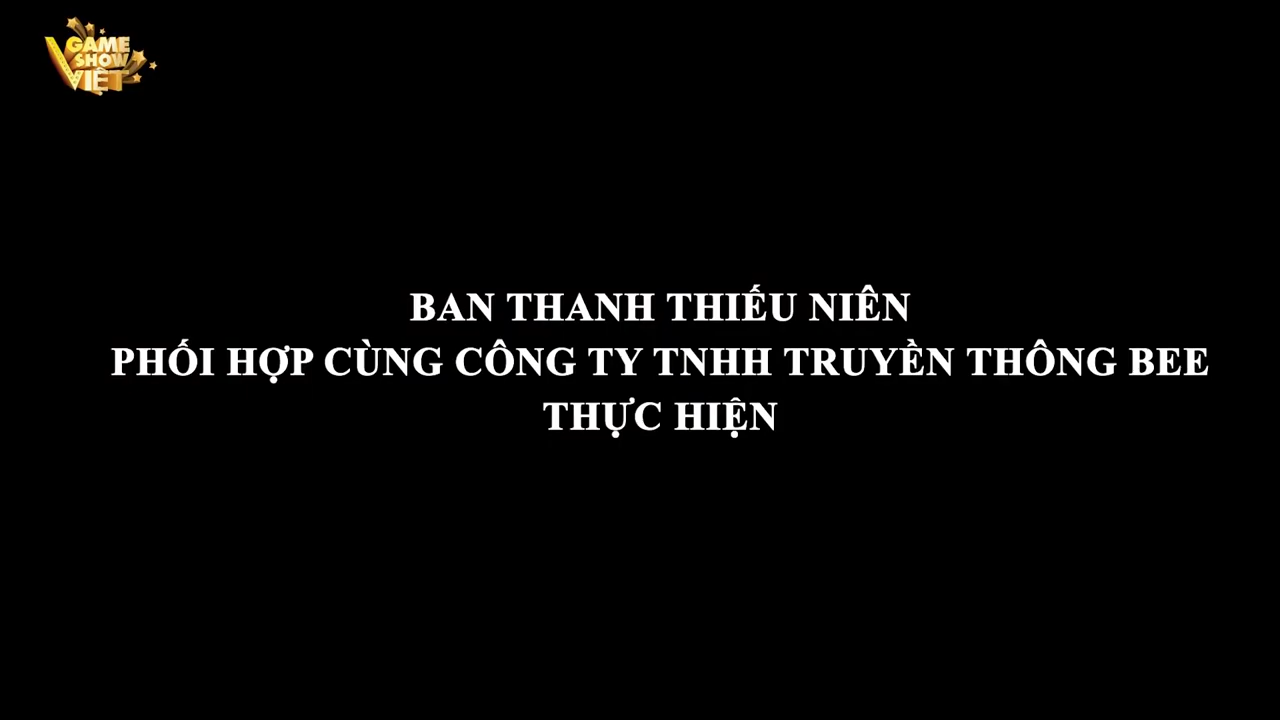 GAME
SHOW
VIỆT
BAN THANH THIẾU NIÊN
PHỐI HỢP CÙNG CÔNG TY TNHH TRUYỀN THÔNG BEE
THỰC HIỆN